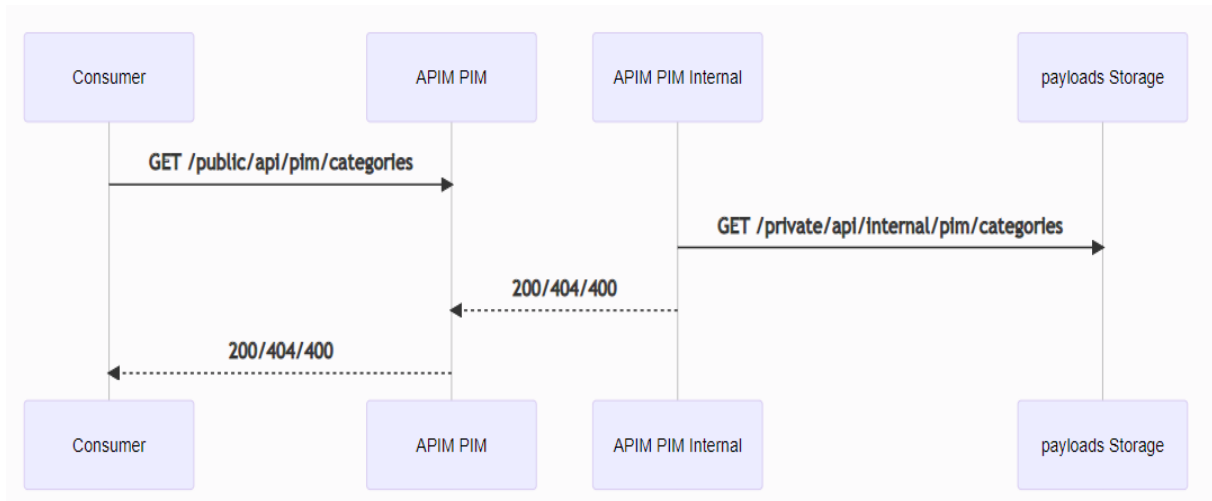 Consumer
APIM PIM
APIM PIM Internal
payloads Storage
GET /public/api/pim/categories
GET /private/api/internal/pim/categories
200/404/400
200/404/400
Consumer
APIM PIM
APIM PIM Internal
payloads Storage